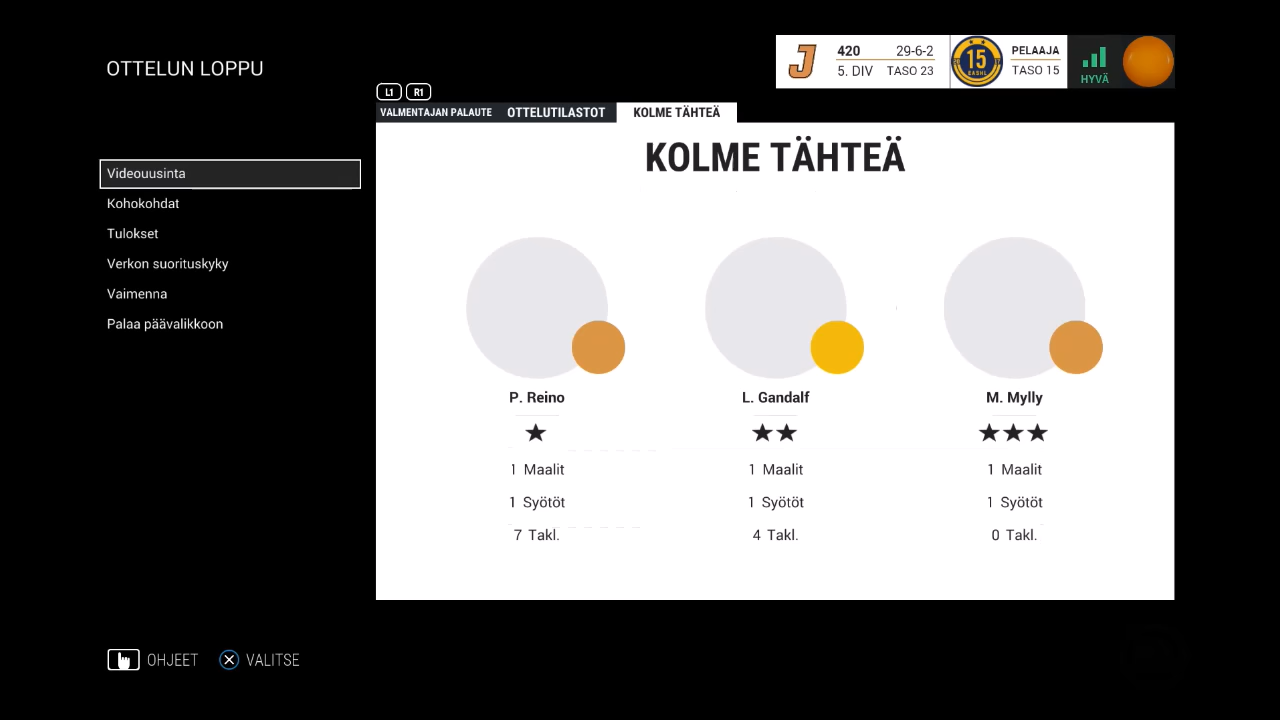 OTTELUN LOPPU
J
420 29-6-2
5. DIV TASO 23
15
EASHL
PELAAJA
TASO 15
HYVÄ
L1 R1
VALMENTAJAN PALAUTE OTTELUTILASTOT KOLME TÄHTEÄ
KOLME TÄHTEÄ
Videouusinta
Kohokohdat
Tulokset
Verkon suorituskyky
Vaimenna
Palaa päävalikkoon
P. Reino L. Gandalf M. Mylly
1 Maalit 1 Maalit 1 Maalit
1 Syötöt 1 Syötöt 1 Syötöt
7 Takl. 4 Takl. 0 Takl.
OHJEET VALITSE